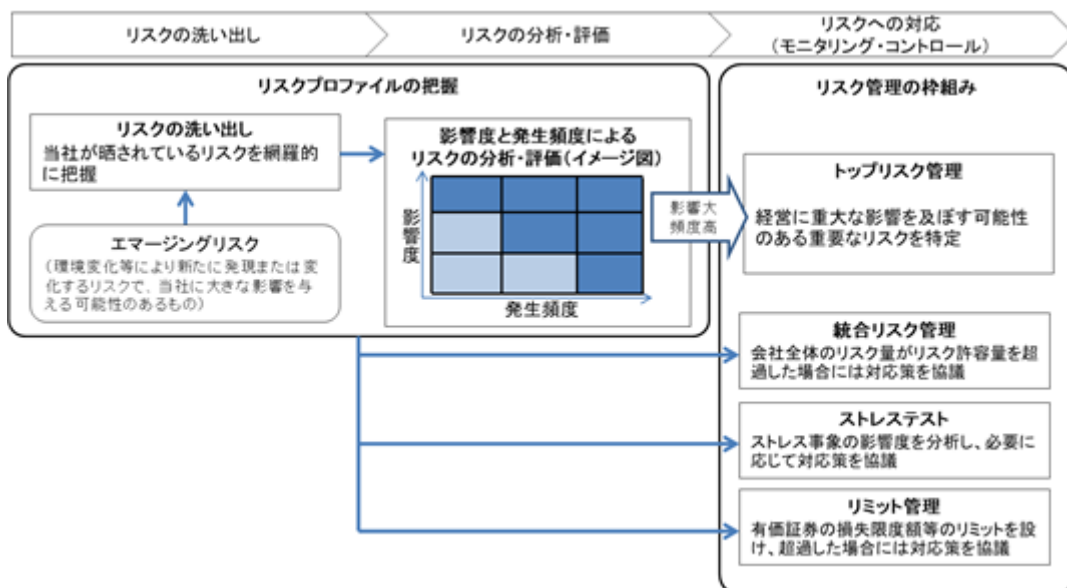 リスクの洗い出し
リスクの分析・評価
リスクへの対応
(モニタリング・コントロール)
リスクプロファイルの把握
リスクの洗い出し
当社が晒されているリスクを網羅的
に把握
エマージングリスク
(環境変化等により新たに発現または変
化するリスクで、当社に大きな影響を与
える可能性のあるもの)
影響度と発生頻度による
リスクの分析・評価(イメージ図)
影響度
発生頻度
影響大
頻度高
リスク管理の枠組み
トップリスク管理
経営に重大な影響を及ぼす可能性
のある重要なリスクを特定
統合リスク管理
会社全体のリスク量がリスク許容量を超
過した場合には対応策を協議
ストレステスト
ストレス事象の影響度を分析し、必要に
応じて対応策を協議
リミット管理
有価証券の損失限度額等のリミットを設
け、超過した場合には対応策を協議